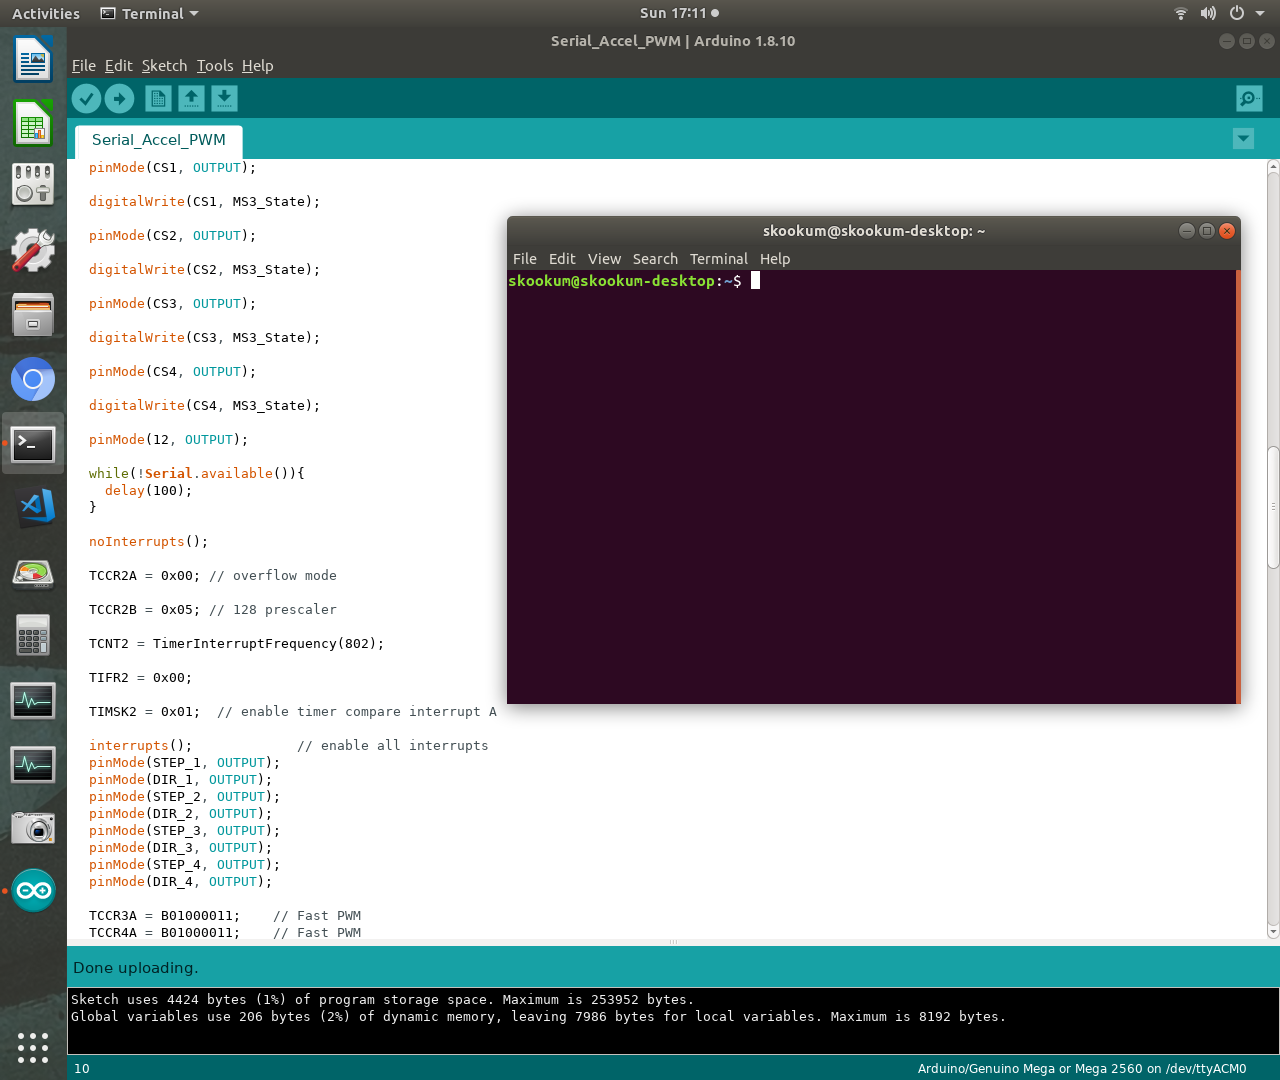 Activities Terminal Sun 17:11
Serial_Accel_PWM | Arduino 1.8.10
File Edit Sketch Tools Help
Serial_Accel_PWM
pinMode(CS1, OUTPUT);
digitalWrite(CS1, MS3_State);
pinMode(CS2, OUTPUT);
digitalWrite(CS2, MS3_State);
pinMode(CS3, OUTPUT);
digitalWrite(CS3, MS3_State);
pinMode(CS4, OUTPUT);
digitalWrite(CS4, MS3_State);
pinMode(12, OUTPUT);
while(!Serial.available()){
delay(100);
}
noInterrupts();
TCCR2A = 0x00; // overflow mode
TCCR2B = 0x05; // 128 prescaler
TCNT2 = TimerInterruptFrequency(802);
TIFR2 = 0x00;
TIMSK2 = 0x01; // enable timer compare interrupt A
interrupts(); // enable all interrupts
pinMode(STEP_1, OUTPUT);
pinMode(DIR_1, OUTPUT);
pinMode(STEP_2, OUTPUT);
pinMode(DIR_2, OUTPUT);
pinMode(STEP_3, OUTPUT);
pinMode(DIR_3, OUTPUT);
pinMode(STEP_4, OUTPUT);
pinMode(DIR_4, OUTPUT);
TCCR3A = B01000011; // Fast PWM
TCCR4A = B01000011; // Fast PWM
skookum@skookum-desktop: ~
File Edit View Search Terminal Help
skookum@skookum-desktop:~$
Done uploading.
Sketch uses 4424 bytes (1%) of program storage space. Maximum is 253952 bytes.
Global variables use 206 bytes (2%) of dynamic memory, leaving 7986 bytes for local variables. Maximum is 8192 bytes.
10 Arduino/Genuino Mega or Mega 2560 on /dev/ttyACM0